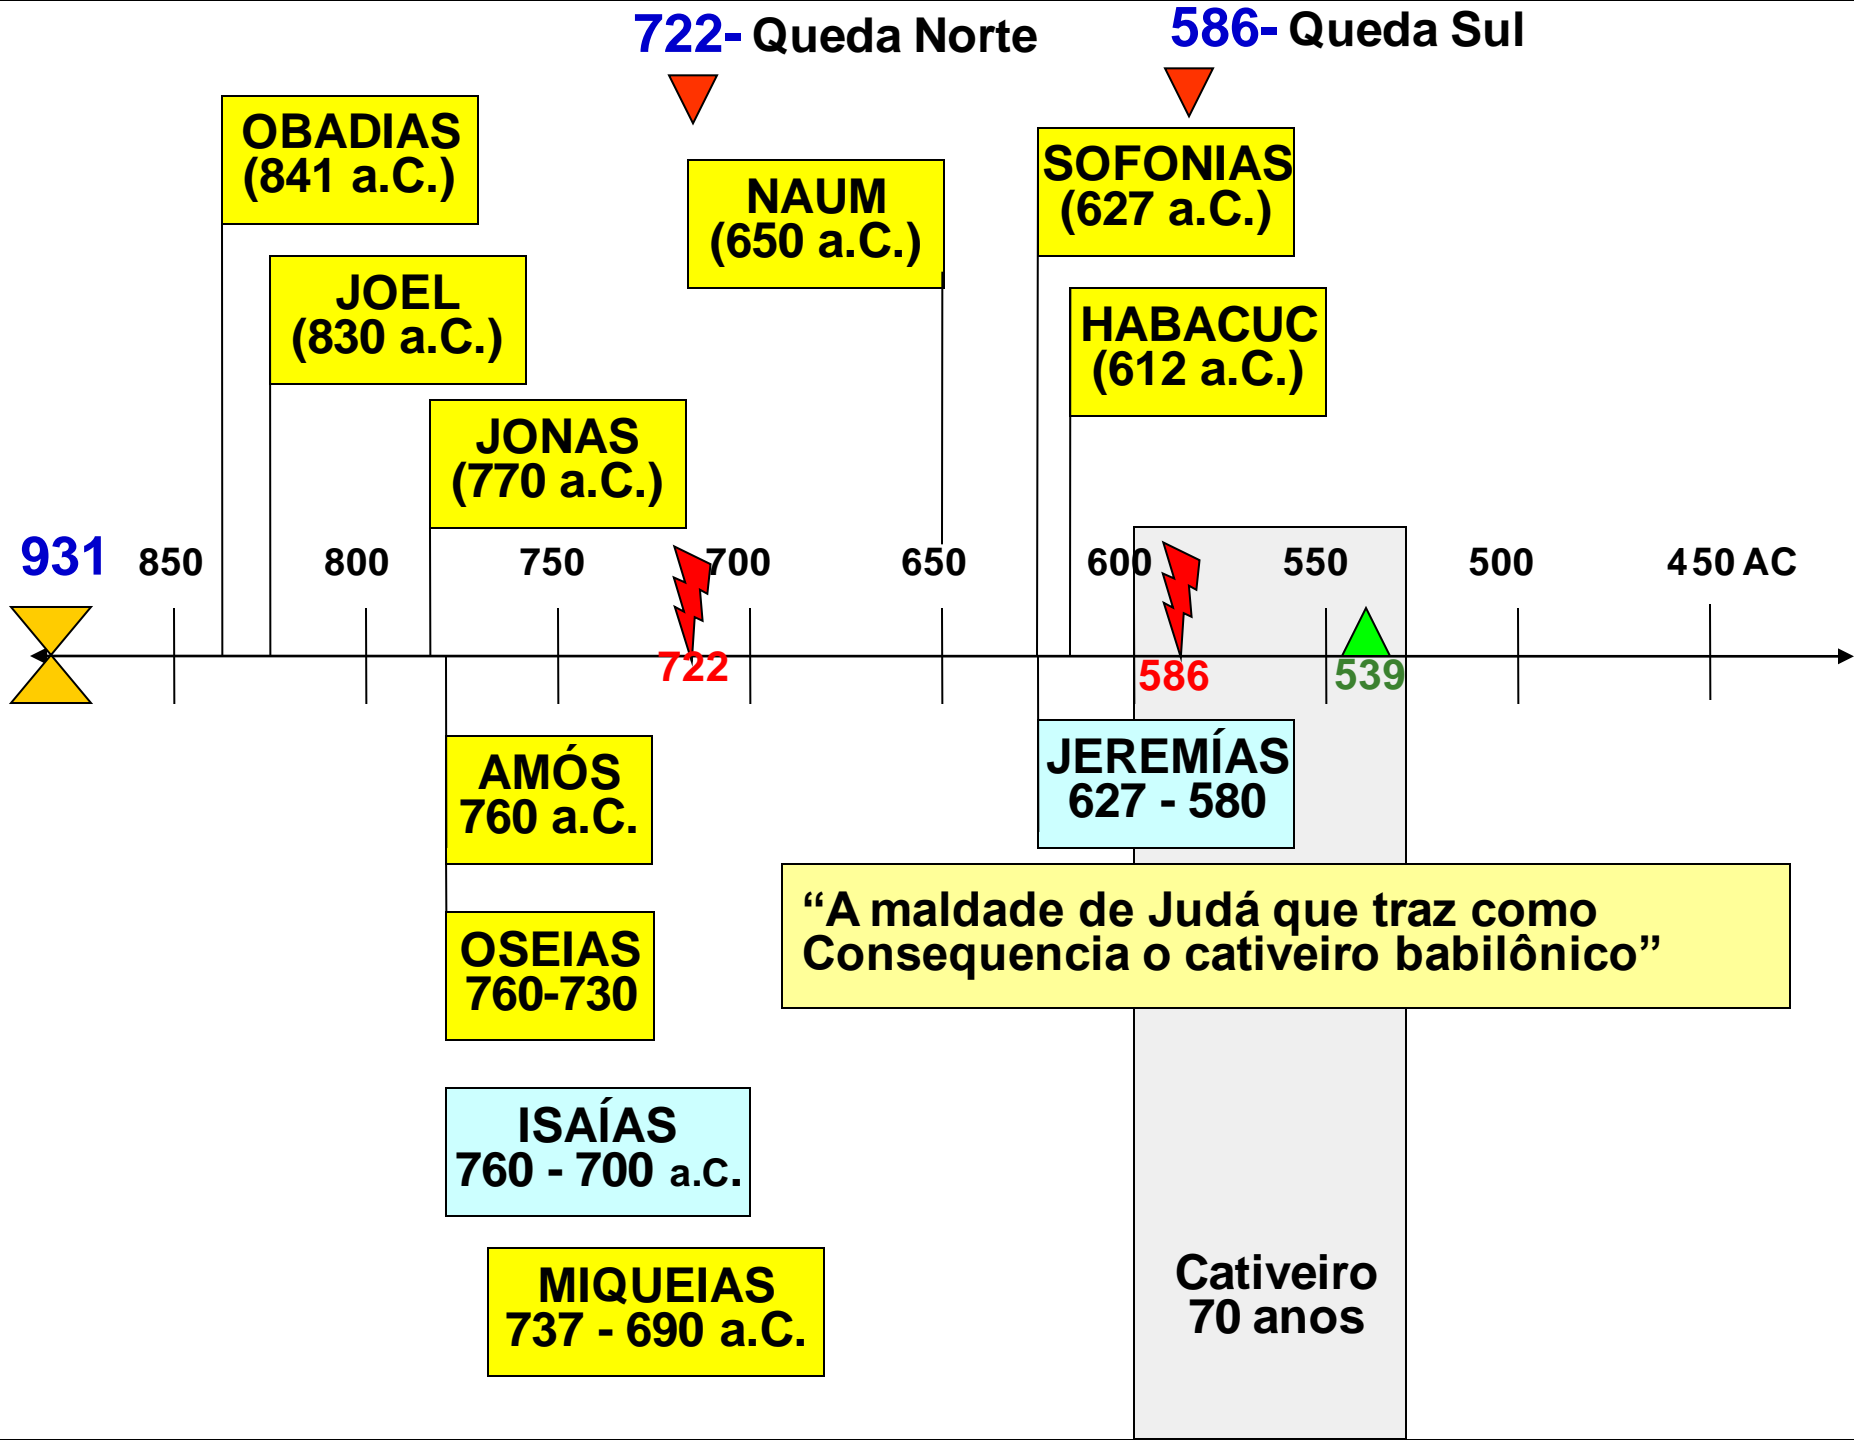 722- Queda Norte
586- Queda Sul
OBADIAS
(841 a.C.)
JOEL
(830 a.C.)
JONAS
(770 a.C.)
NAUM
(650 a.C.)
SOFONIAS
(627 a.C.)
HABACUC
(612 a.C.)
931 850 800 750 700 650 600 550 500 450 AC
722
586
539
AMÓS
760 a.C.
OSEIAS
760-730
ISAÍAS
760 - 700 a.C.
MIQUEIAS
737 - 690 a.C.
JEREMÍAS
627 - 580
“A maldade de Judá que traz como
Consequencia o cativeiro babilônico”
Cativeiro
70 anos